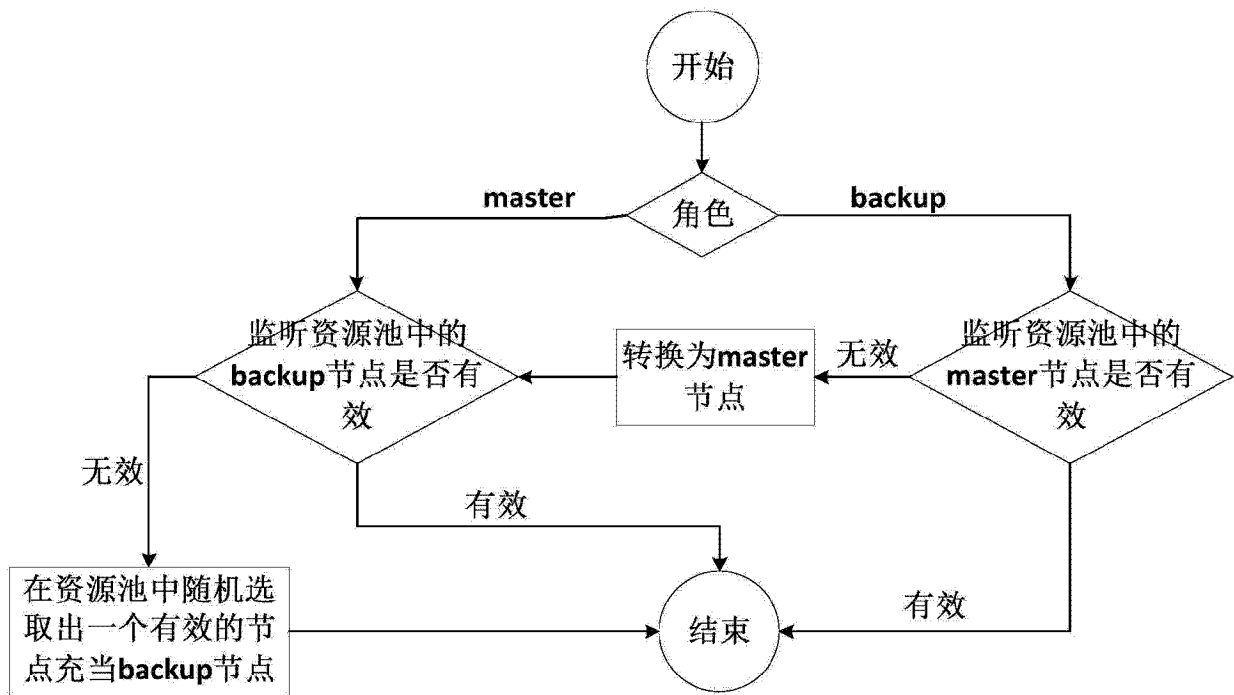 开始
master
backup
角色
监听资源池中的
backup节点是否有
效
转换为master
节点
无效
监听资源池中的
master节点是否有
效
无效
有效
在资源池中随机选
取出一个有效的节
点充当backup节点
结束
有效